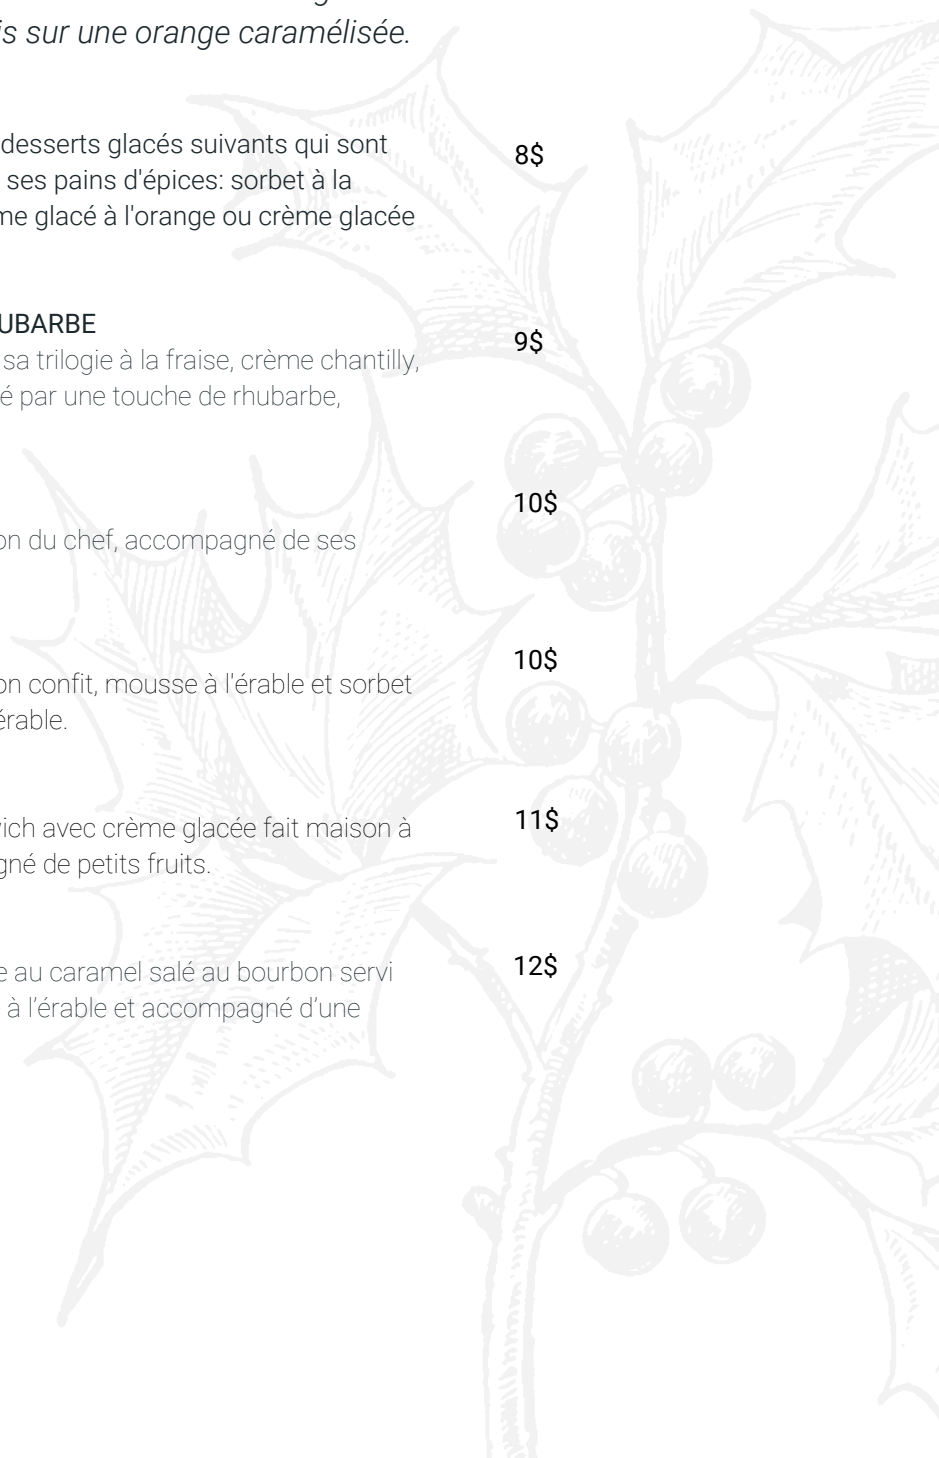 is sur une orange caramélisée.
desserts glacés suivants qui sont
8$
ses pains d'épices: sorbet à la
me glacé à l'orange ou crème glacée
UBARBE
9$
sa trilogie à la fraise, crème chantilly,
é par une touche de rhubarbe,
10$
on du chef, accompagné de ses
10$
on confit, mousse à l'érable et sorbet
érable.
11$
wich avec crème glacée fait maison à
gné de petits fruits.
12$
e au caramel salé au bourbon servi
à l’érable et accompagné d’une